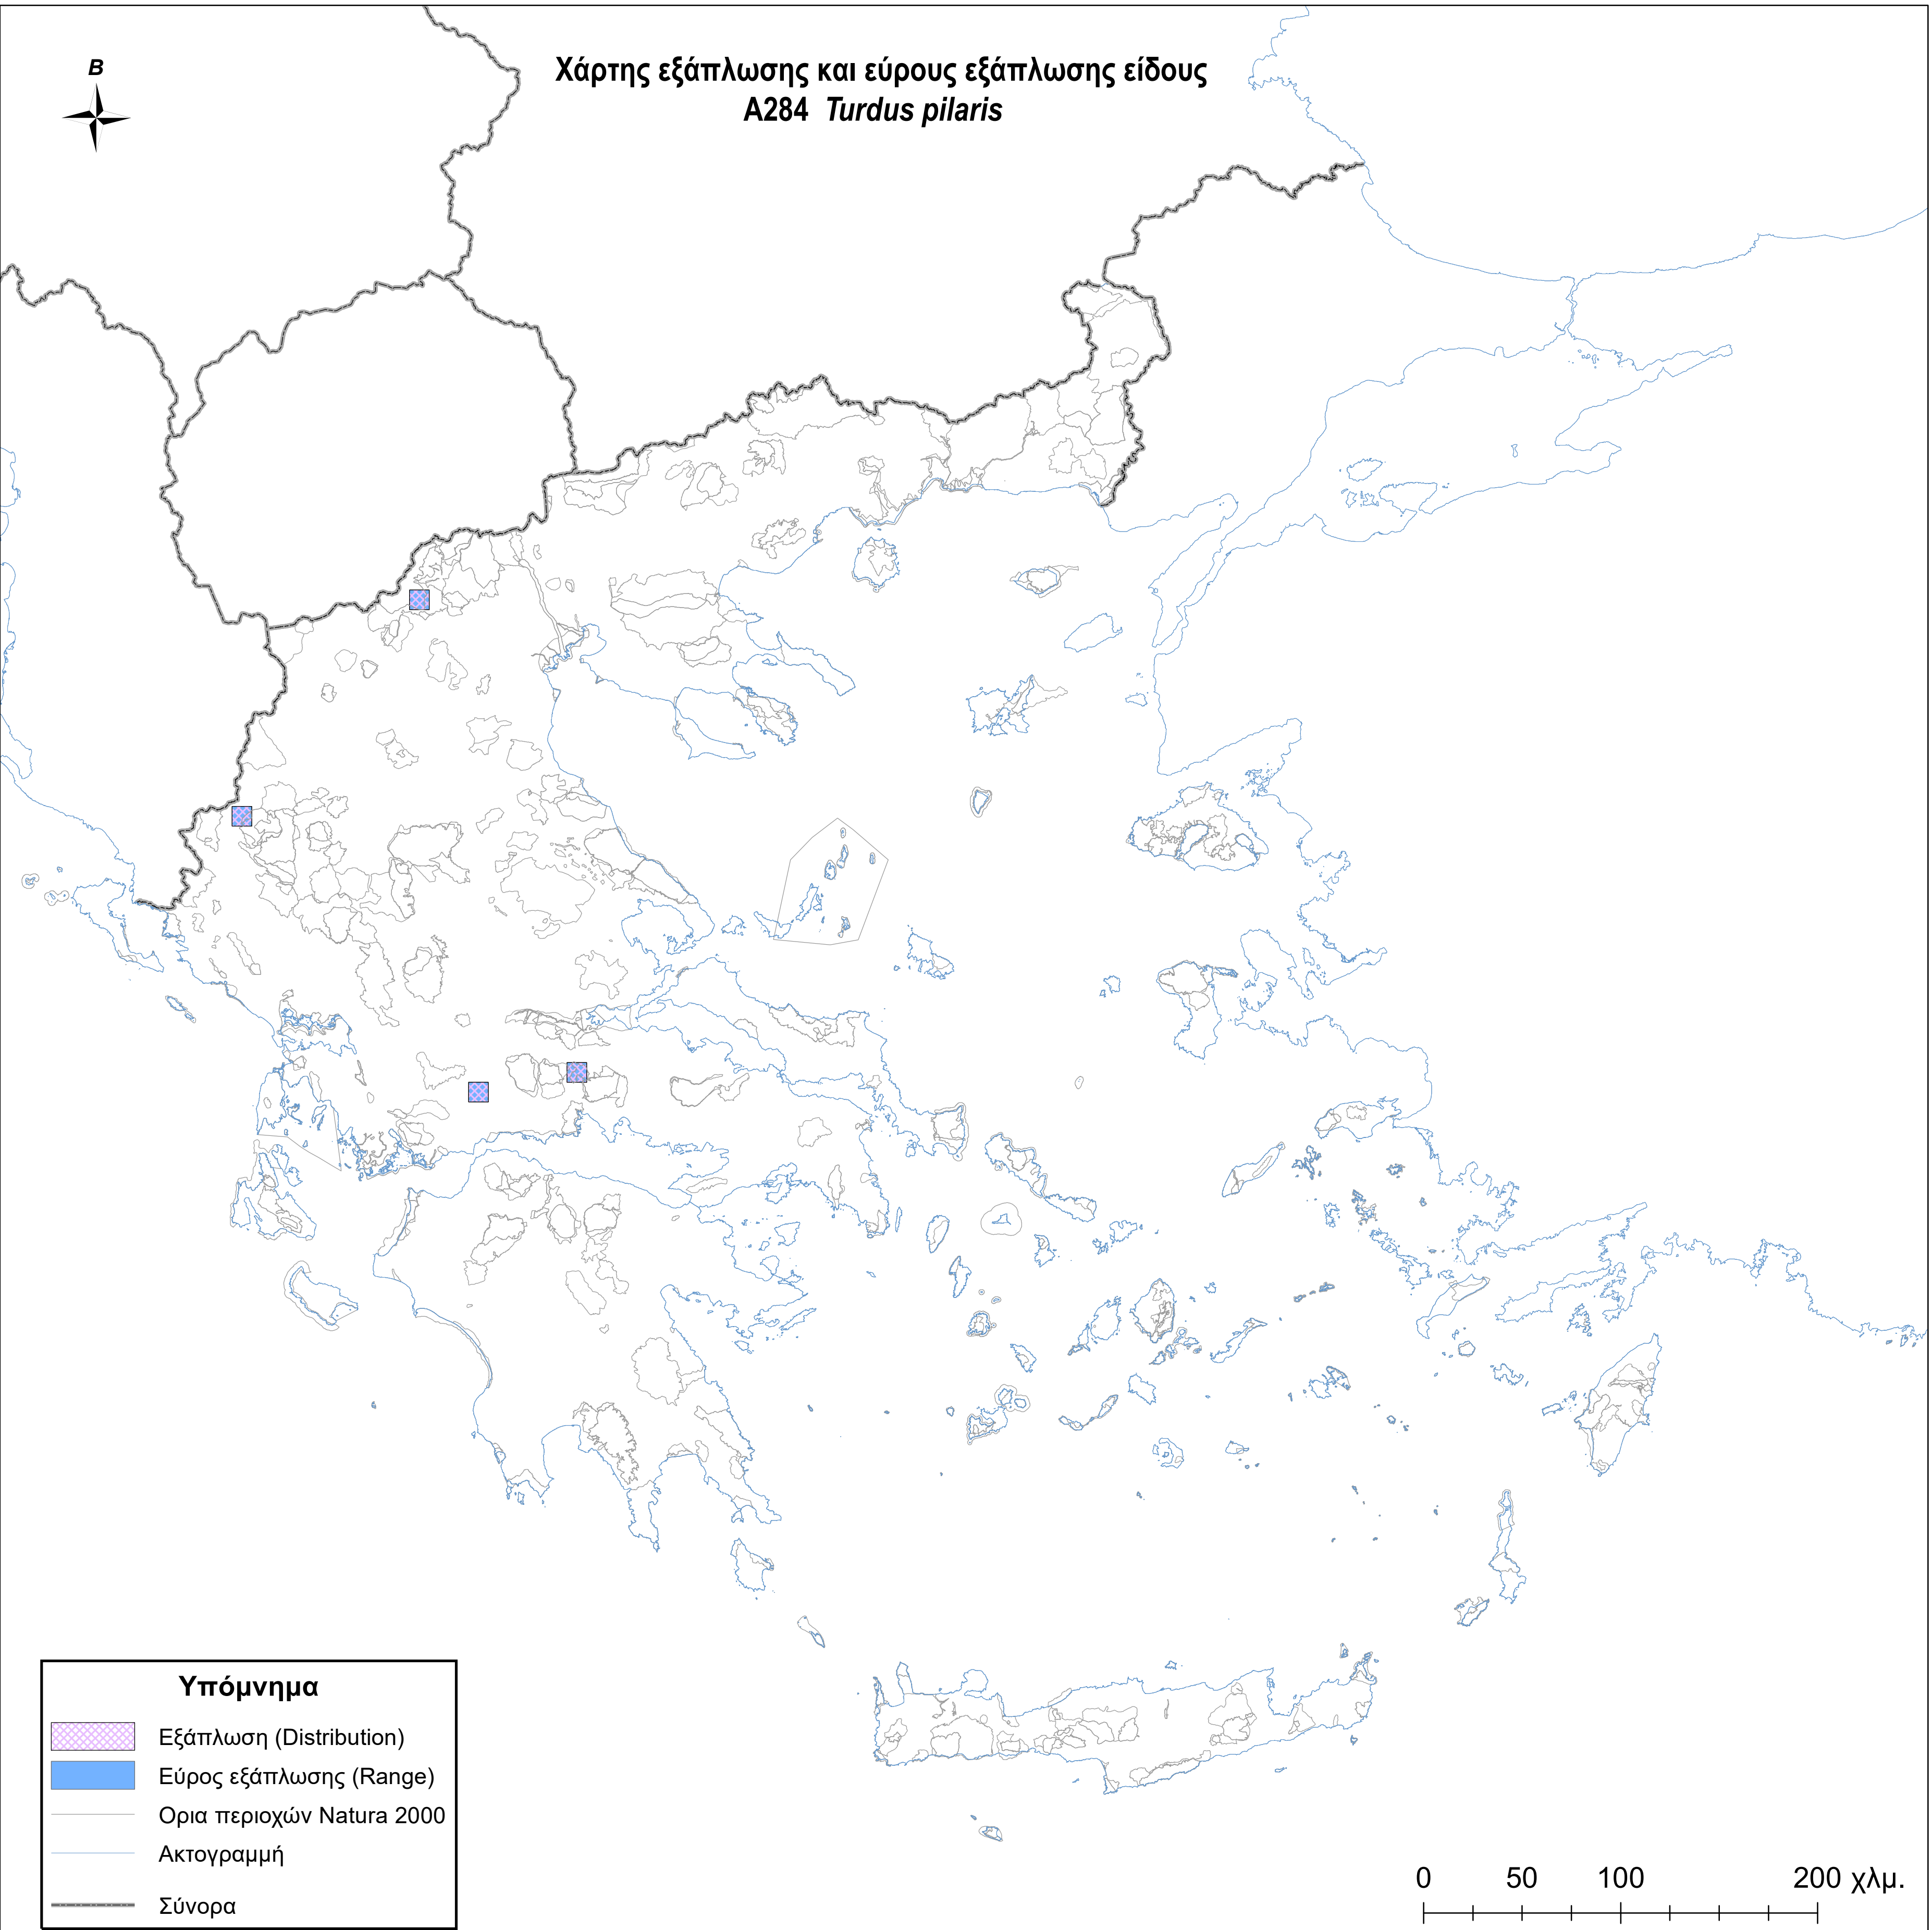 Χάρτης εξάπλωσης και εύρους εξάπλωσης είδους
A284 Turdus pilaris
B
Υπόμνημα
Εξάπλωση (Distribution)
Εύρος εξάπλωσης (Range)
Ορια περιοχών Natura 2000
Ακτογραμμή
Σύνορα
0 50 100 200 χλμ.